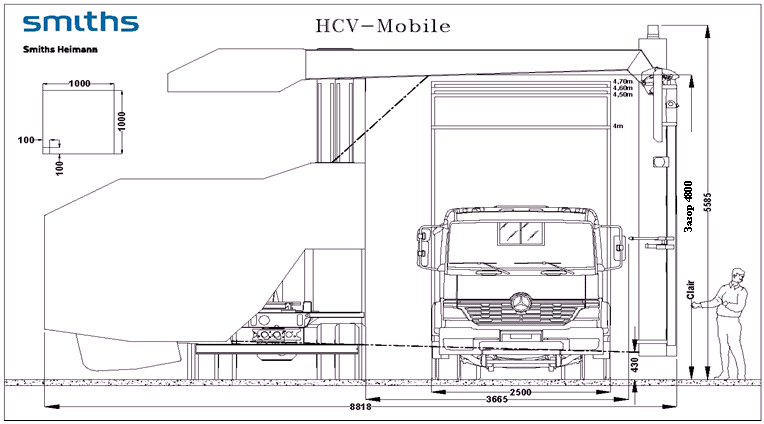 smiths
HCV-Mobile
Smiths Heimann
1000
1000
100
100
4,70m
4,60m
4,50m
4m
5585
Зазор 4800
Clair
430
2500
3665
8818